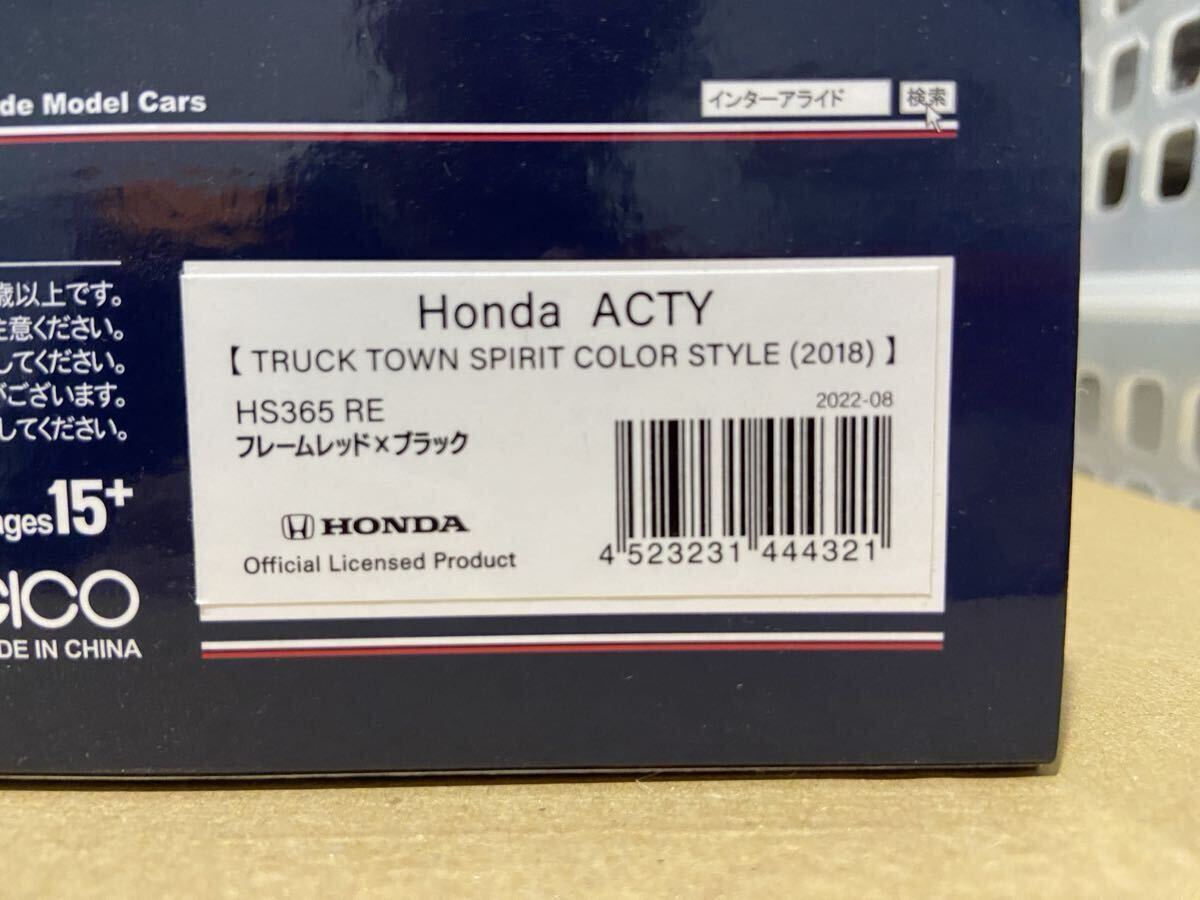 de Model Cars
インターアライド 検索
歳以上です。
注意ください。
してください。
がございます。
してください。
ages 15+
CICO
DE IN CHINA
Honda ACTY
【 TRUCK TOWN SPIRIT COLOR STYLE (2018) 】
HS365 RE
2022-08
フレームレッド×ブラック
HONDA
Official Licensed Product
4 523231 444321